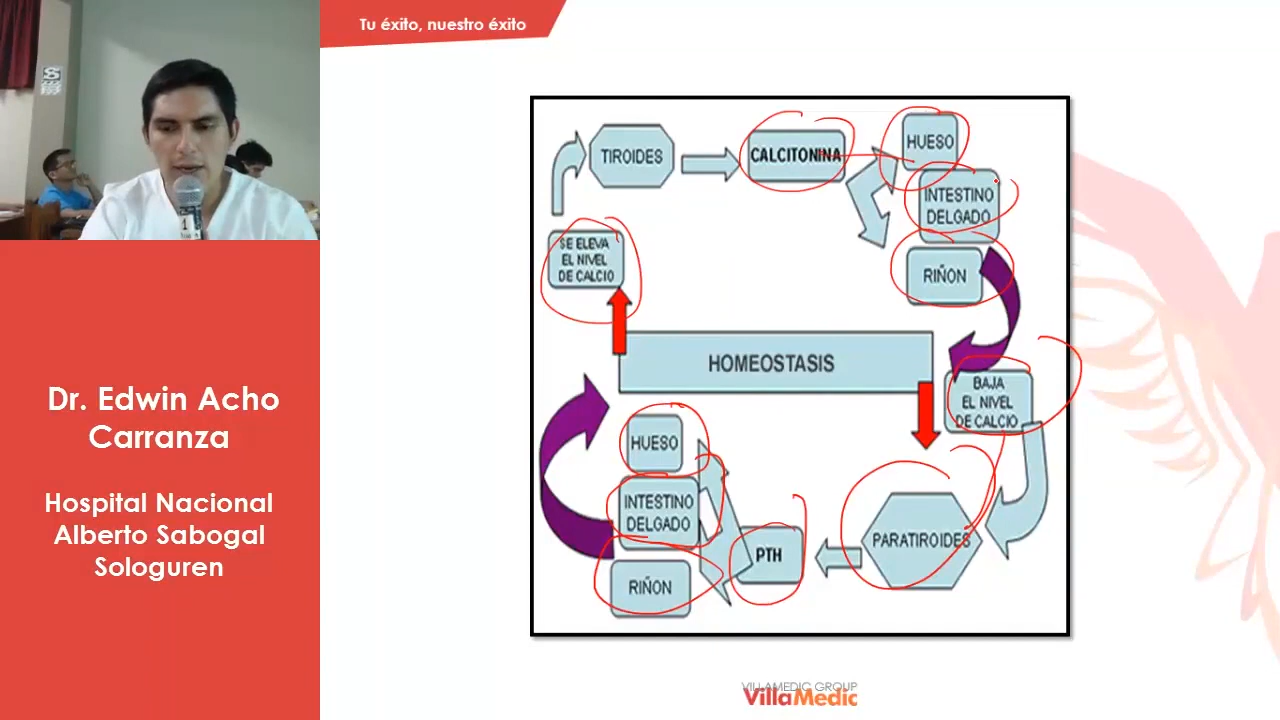 Tu éxito, nuestro éxito
TIROIDES
CALCITONINA
HUESO
INTESTINO
DELGADO
RIÑON
SE ELEVA
EL NIVEL
DE CALCIO
HOMEOSTASIS
BAJA
EL NIVEL
DE CALCIO
HUESO
INTESTINO
DELGADO
RIÑON
PTH
PARATIROIDES
Dr. Edwin Acho
Carranza
Hospital Nacional
Alberto Sabogal
Sologuren
VILLAMEDIC GROUP
VillaMedic